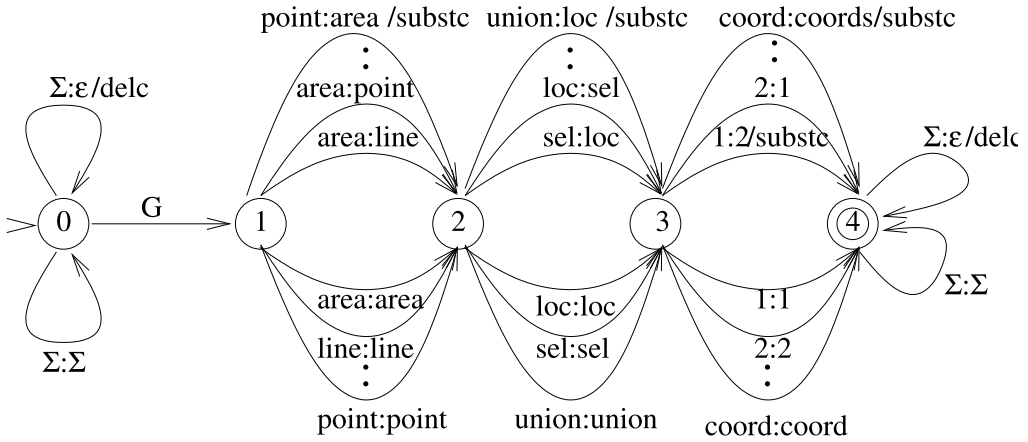 point:area /substc union:loc /substc coord:coords/substc
Σ:ε/delc area:point loc:sel 2:1
area:line sel:loc 1:2/substc Σ:ε/delc
G
0 1 2 3 4
area:area loc:loc 1:1 Σ:Σ
line:line sel:sel 2:2
Σ:Σ
point:point union:union coord:coord